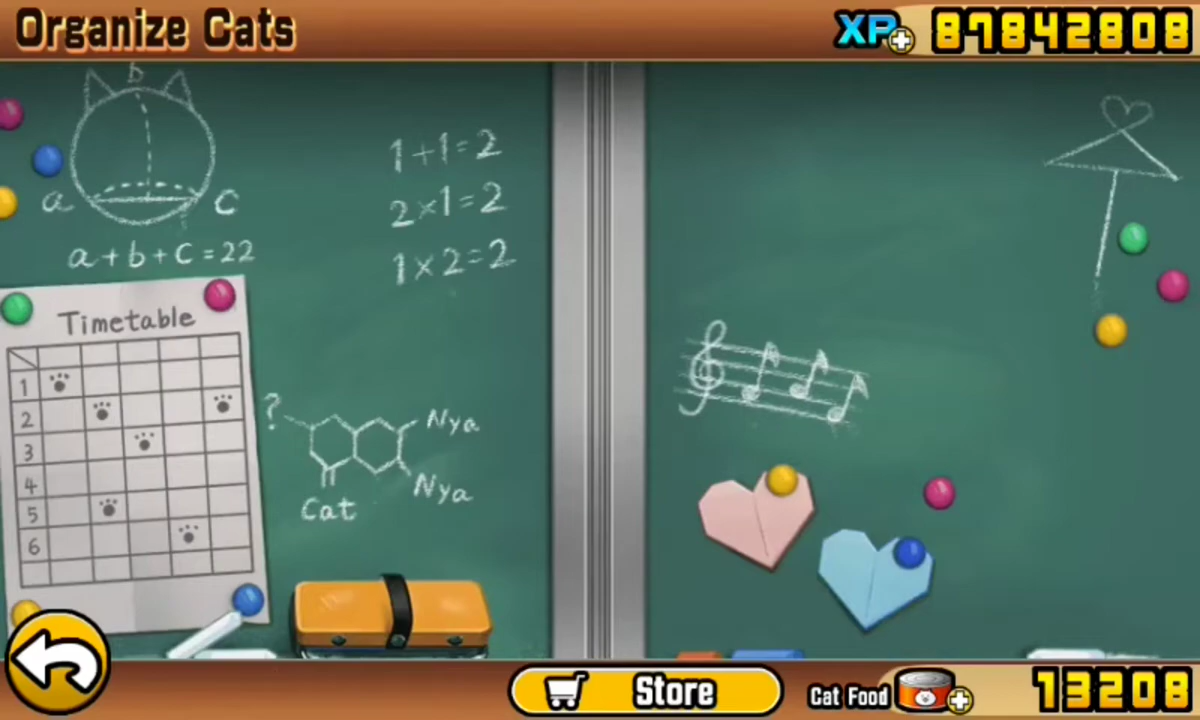 Organize Cats
XP
87842808
b
a
c
a+b+c=22
1+1=2
2×1=2
1×2=2
Timetable
1
2
3
4
5
6
?
Nya
Nya
Cat
Store
Cat Food
13208